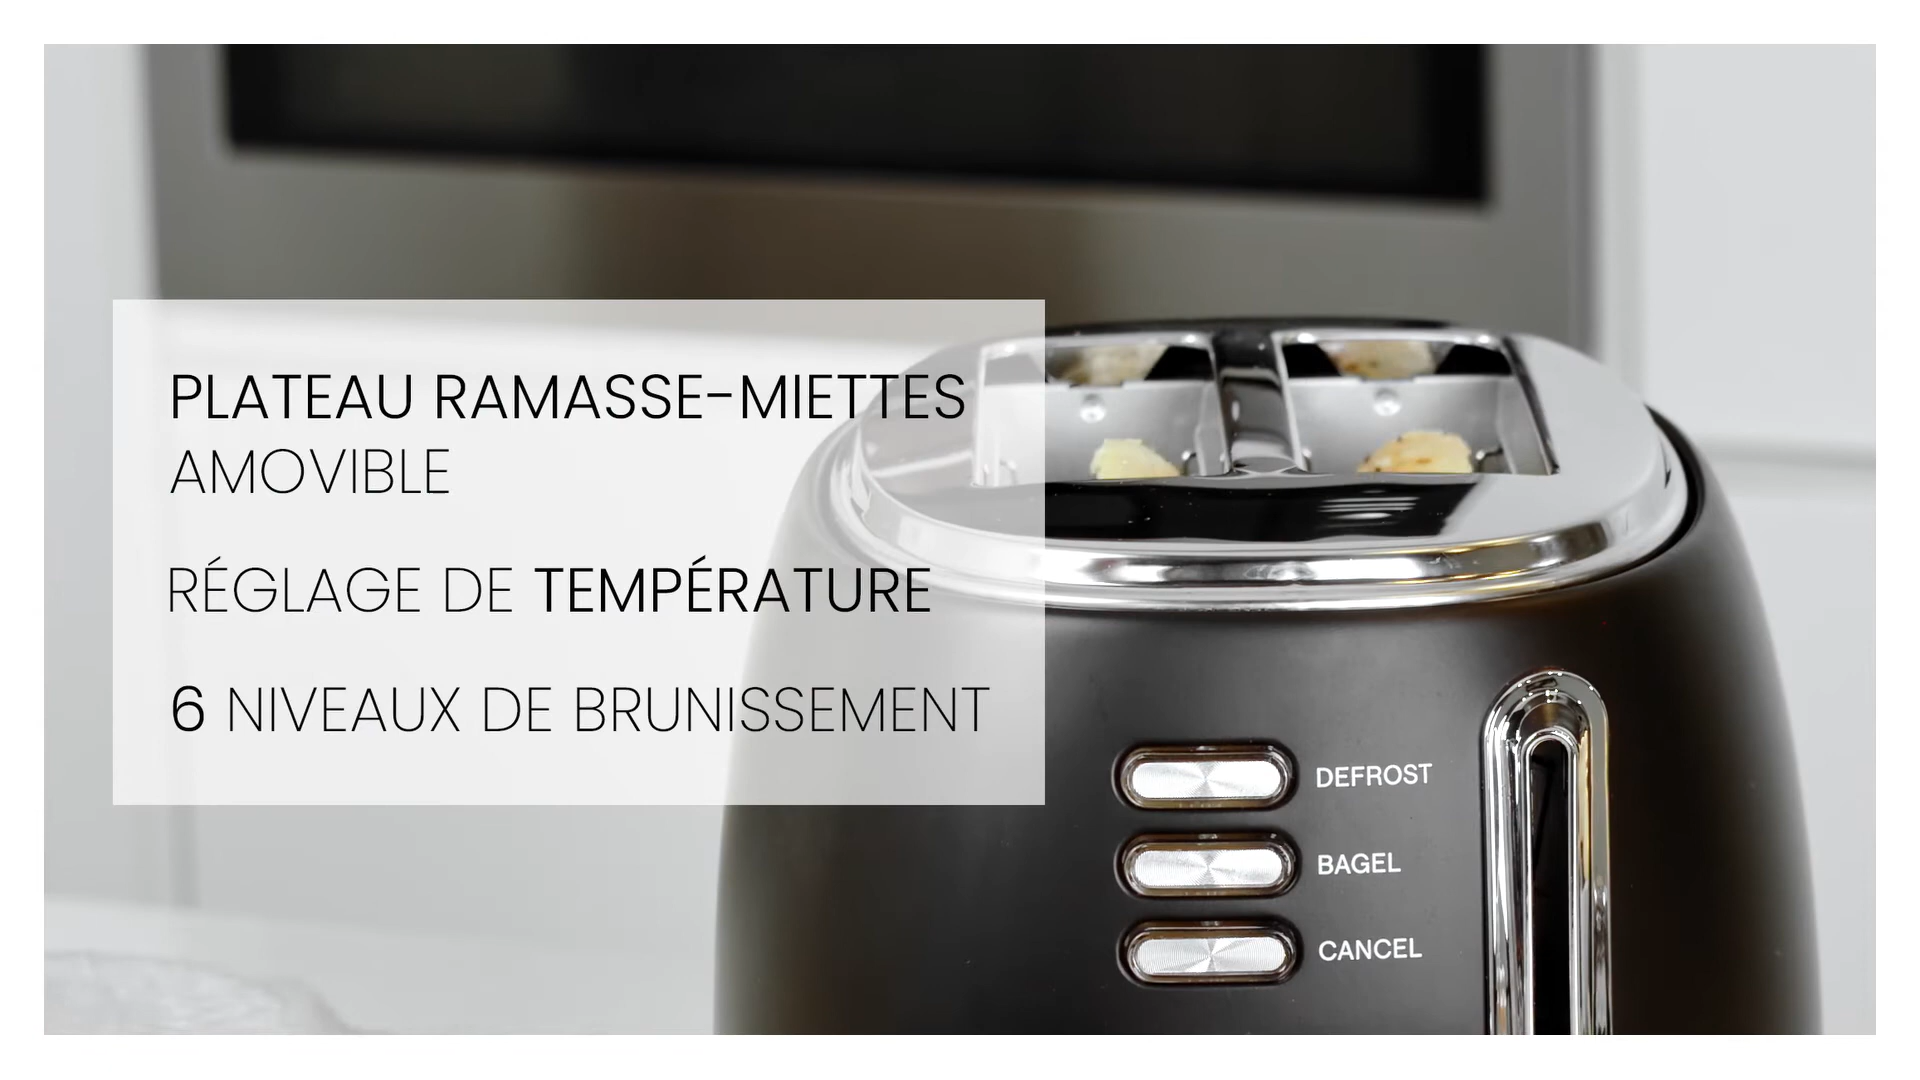 PLATEAU RAMASSE-MIETTES
AMOVIBLE
RÉGLAGE DE TEMPÉRATURE
6 NIVEAUX DE BRUNISSEMENT
DEFROST
BAGEL
CANCEL